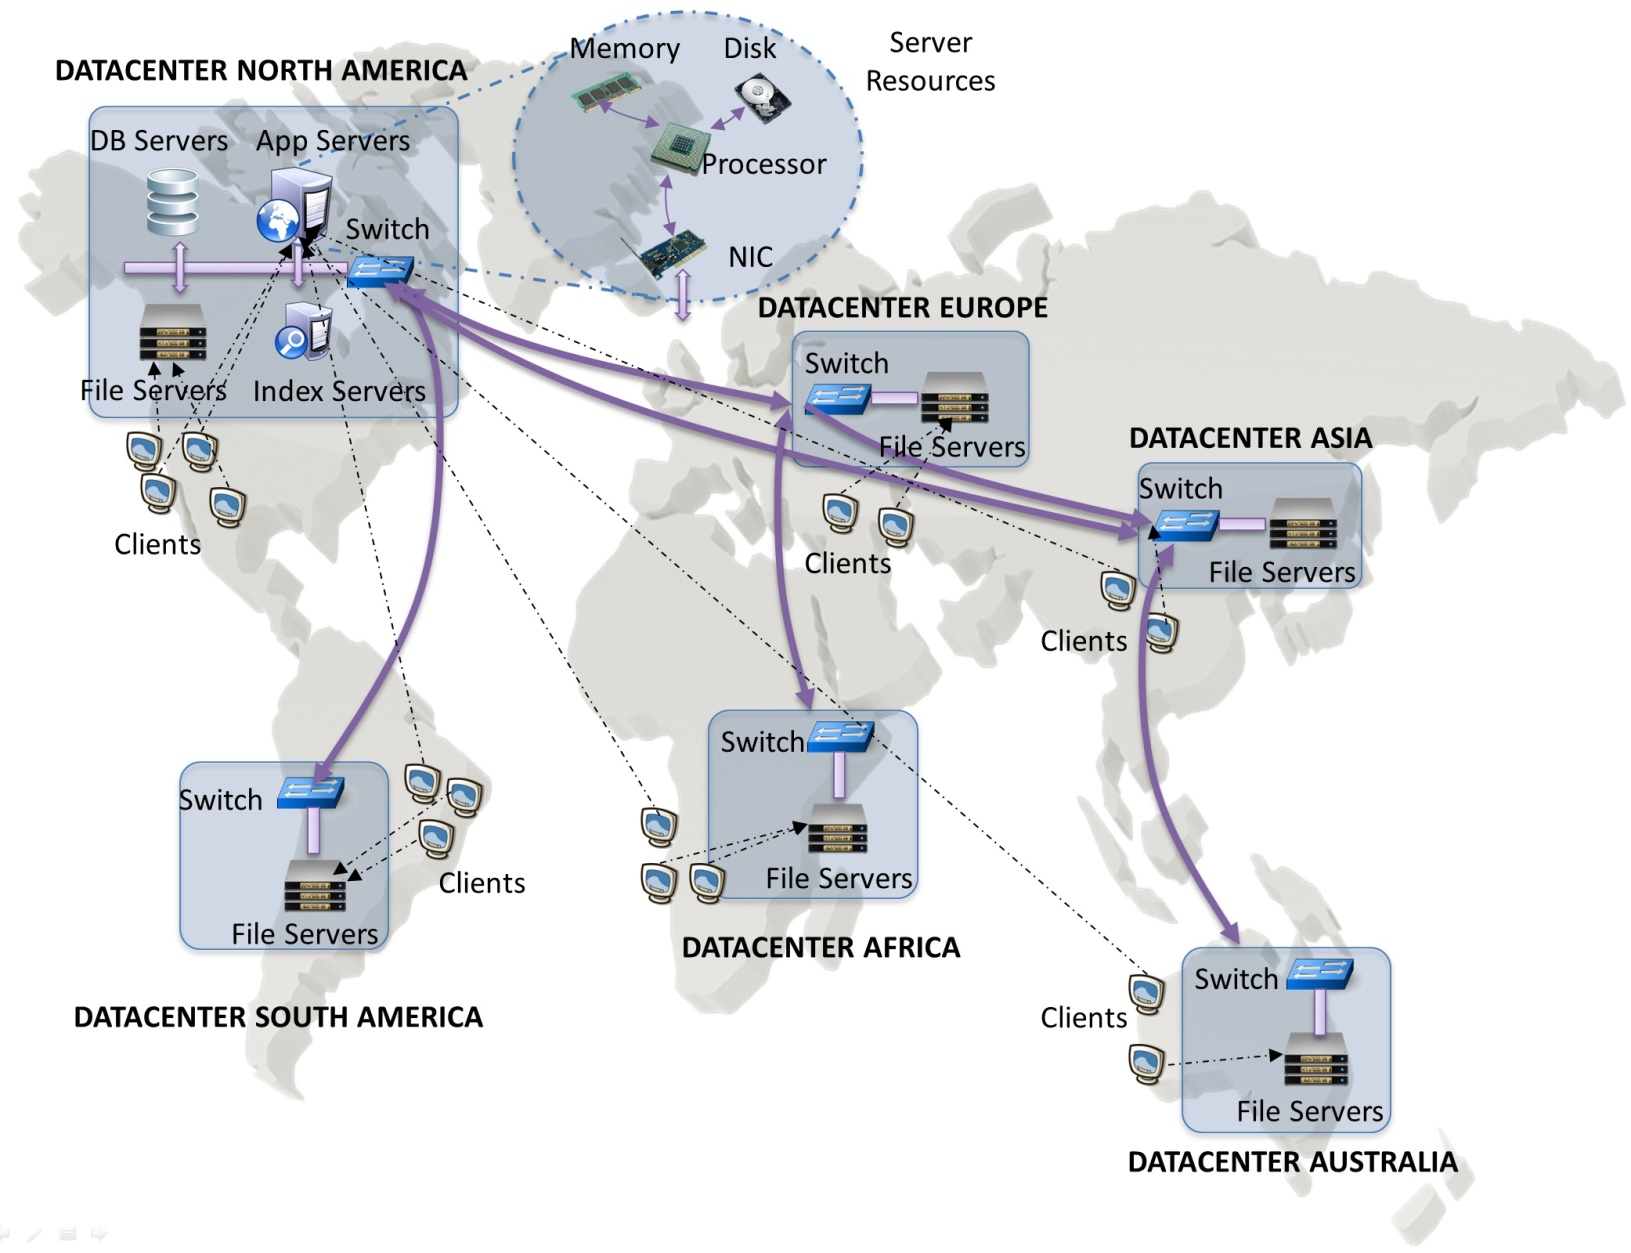 Memory
Disk
Server
Resources
DATACENTER NORTH AMERICA
DB Servers
App Servers
Processor
Switch
NIC
DATACENTER EUROPE
Switch
File Servers
Index Servers
File Servers
DATACENTER ASIA
Switch
Clients
Clients
File Servers
Clients
Switch
Switch
Clients
File Servers
File Servers
DATACENTER AFRICA
Switch
DATACENTER SOUTH AMERICA
Clients
File Servers
DATACENTER AUSTRALIA